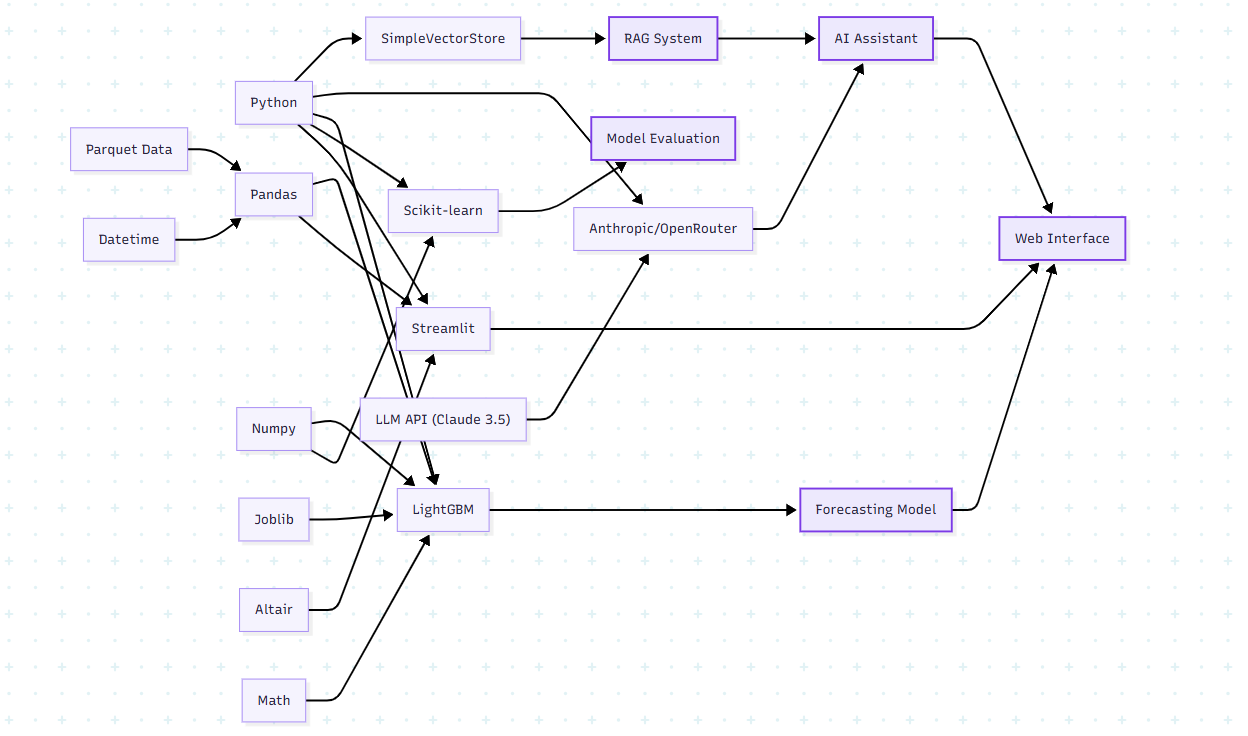 SimpleVectorStore
RAG System
AI Assistant
Python
Model Evaluation
Parquet Data
Pandas
Scikit-learn
Anthropic/OpenRouter
Datetime
Web Interface
Streamlit
Numpy
LLM API (Claude 3.5)
Joblib
LightGBM
Forecasting Model
Altair
Math